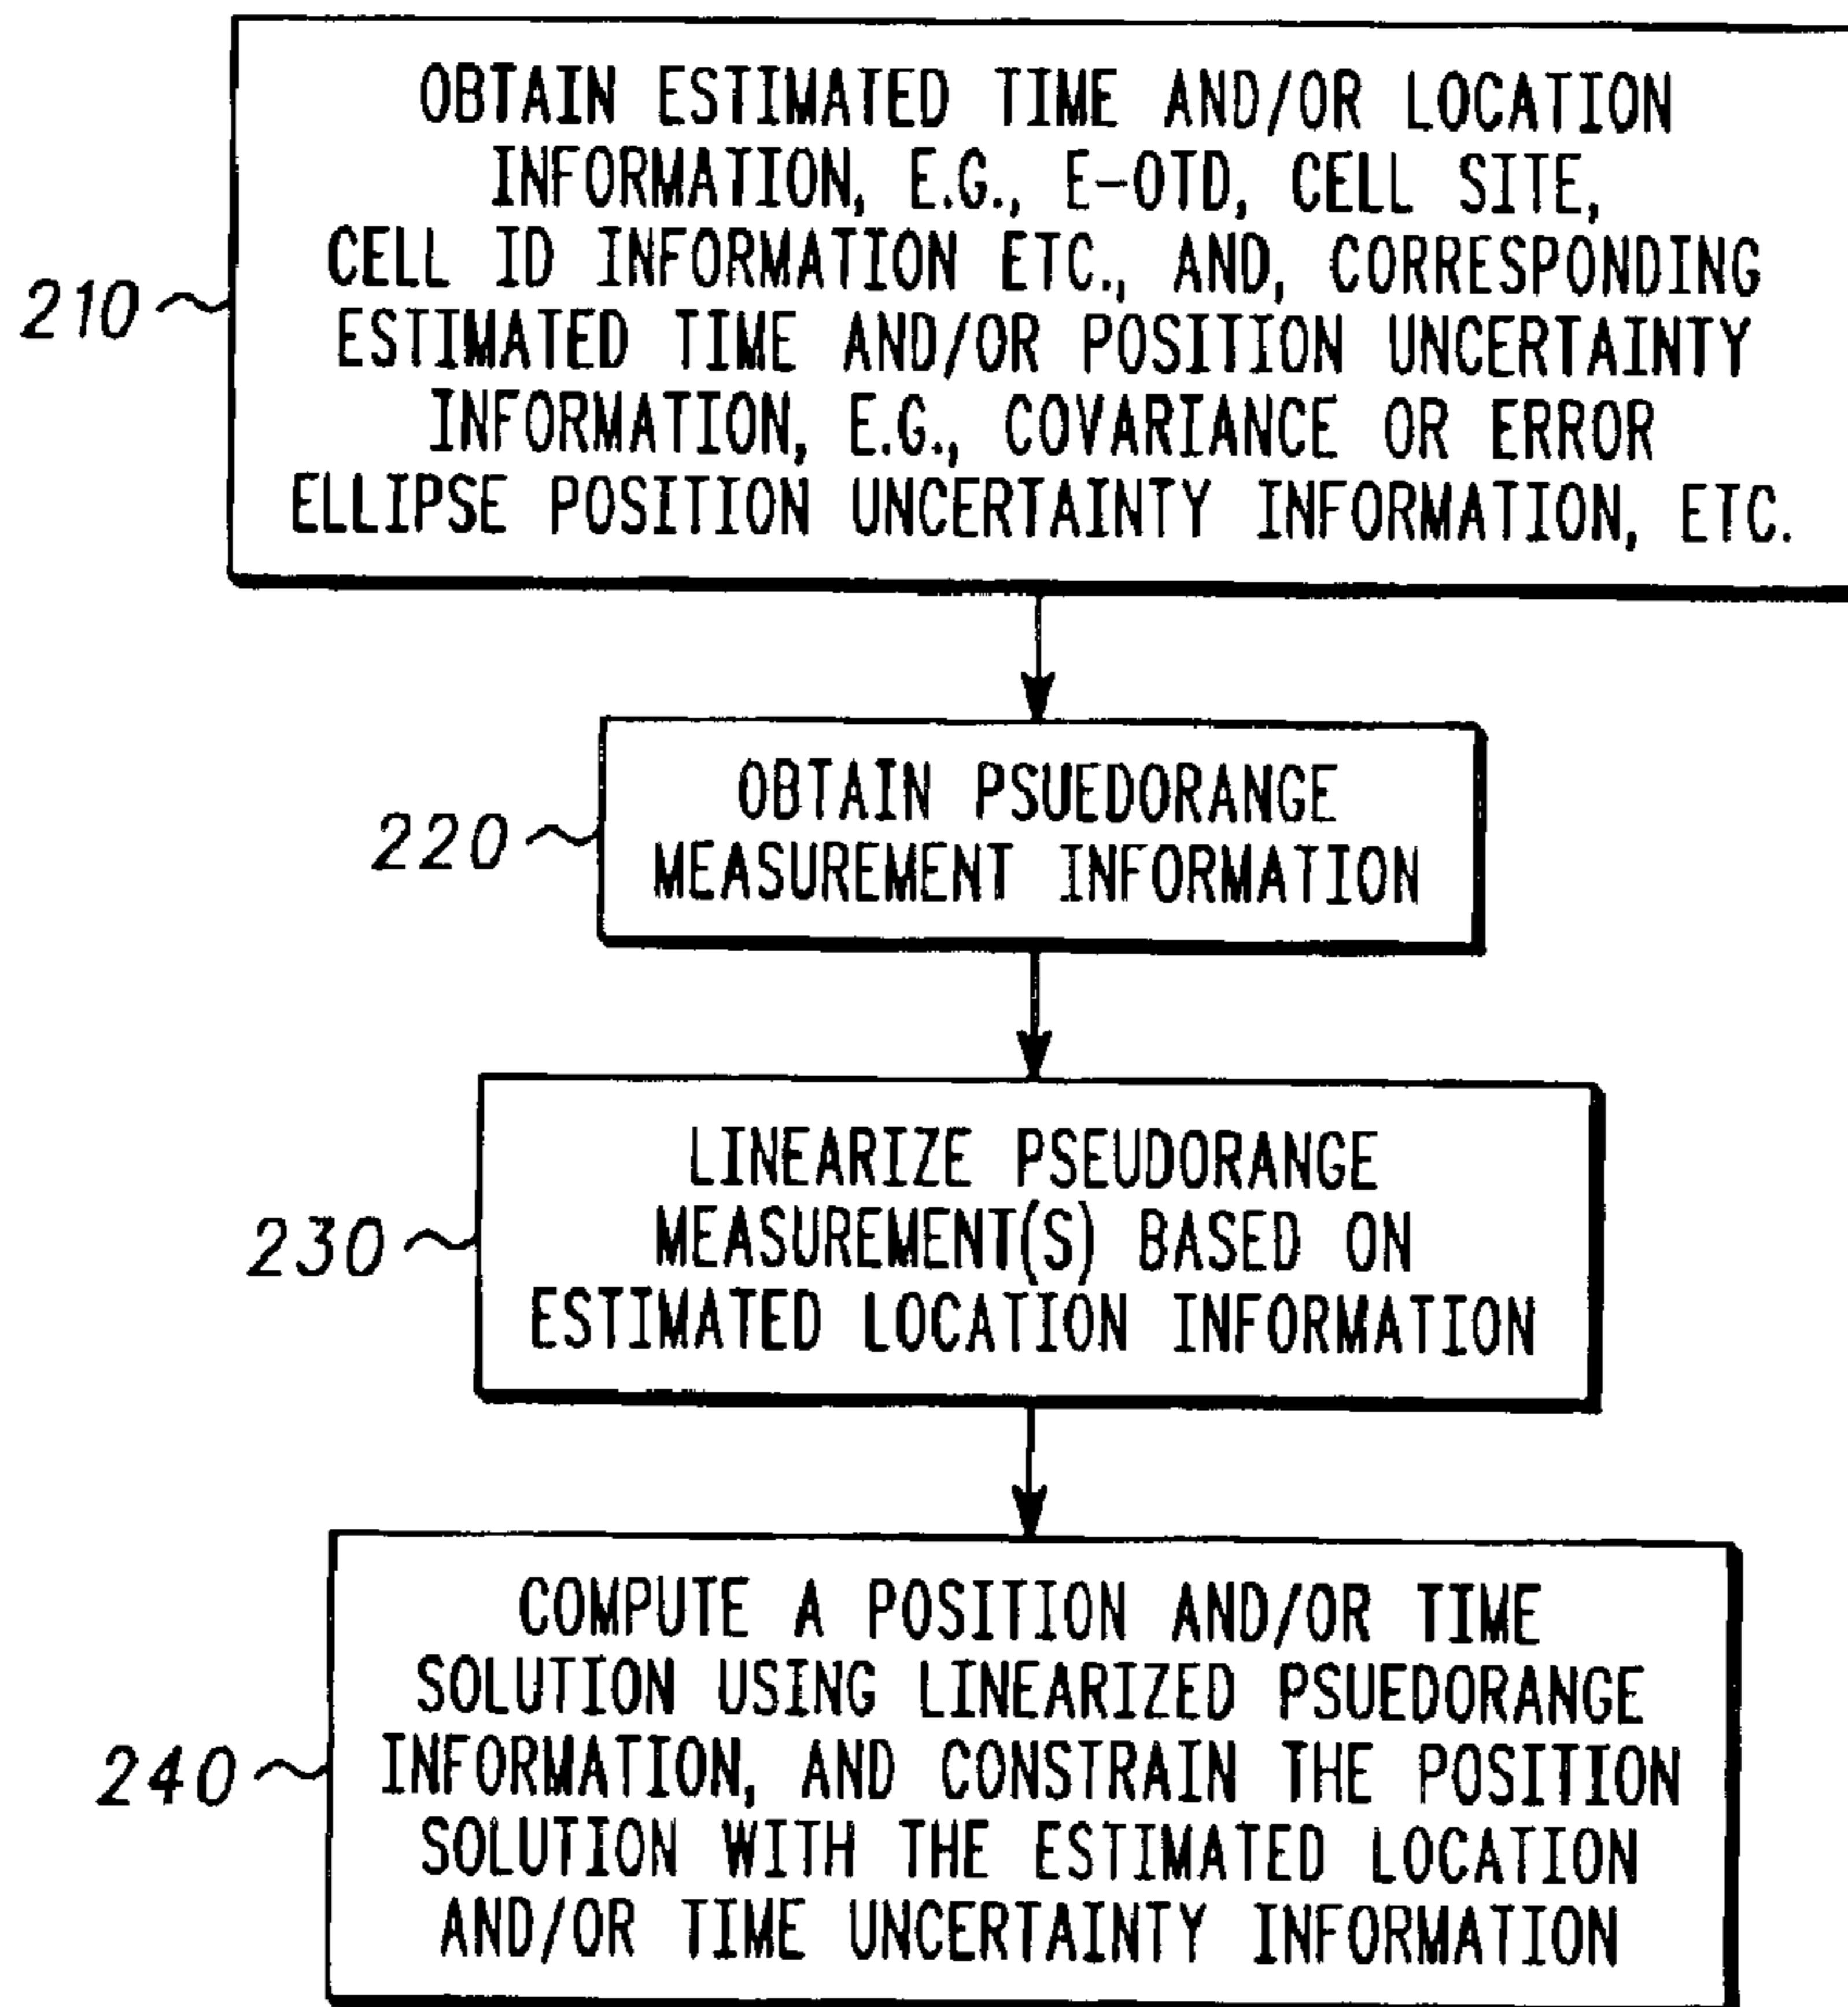 OBTAIN ESTIMATED TIME AND/OR LOCATION
INFORMATION, E.G., E-OTD, CELL SITE,
CELL ID INFORMATION ETC., AND, CORRESPONDING
210
ESTIMATED TIME AND/OR POSITION UNCERTAINTY
INFORMATION, E.G., COVARIANCE OR ERROR
ELLIPSE POSITION UNCERTAINTY INFORMATION, ETC.
OBTAIN PSUEDORANGE
220
MEASUREMENT INFORMATION
LINEARIZE PSEUDORANGE
230
MEASUREMENT(S) BASED ON
ESTIMATED LOCATION INFORMATION
COMPUTE A POSITION AND/OR TIME
SOLUTION USING LINEARIZED PSUEDORANGE
240
INFORMATION, AND CONSTRAIN THE POSITION
SOLUTION WITH THE ESTIMATED LOCATION
AND/OR TIME UNCERTAINTY INFORMATION